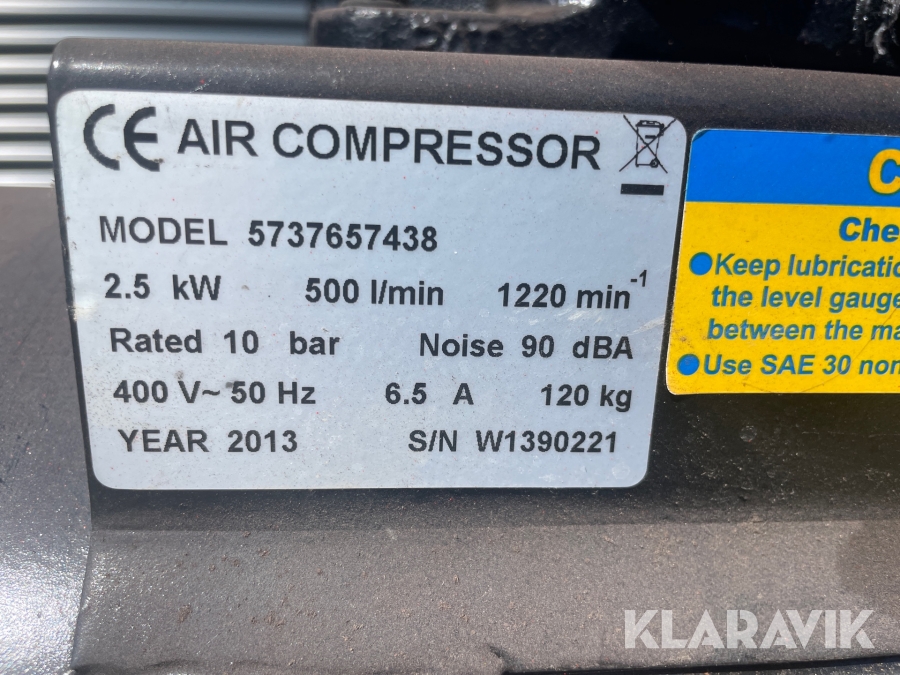 CE AIR COMPRESSOR
MODEL 5737657438
2.5 kW 500 l/min 1220 min-1
Rated 10 bar Noise 90 dBA
400 V~ 50 Hz 6.5 A 120 kg
YEAR 2013 S/N W1390221
Keep lubricatio
the level gauge
between the ma
Use SAE 30 non
KLARAVIK